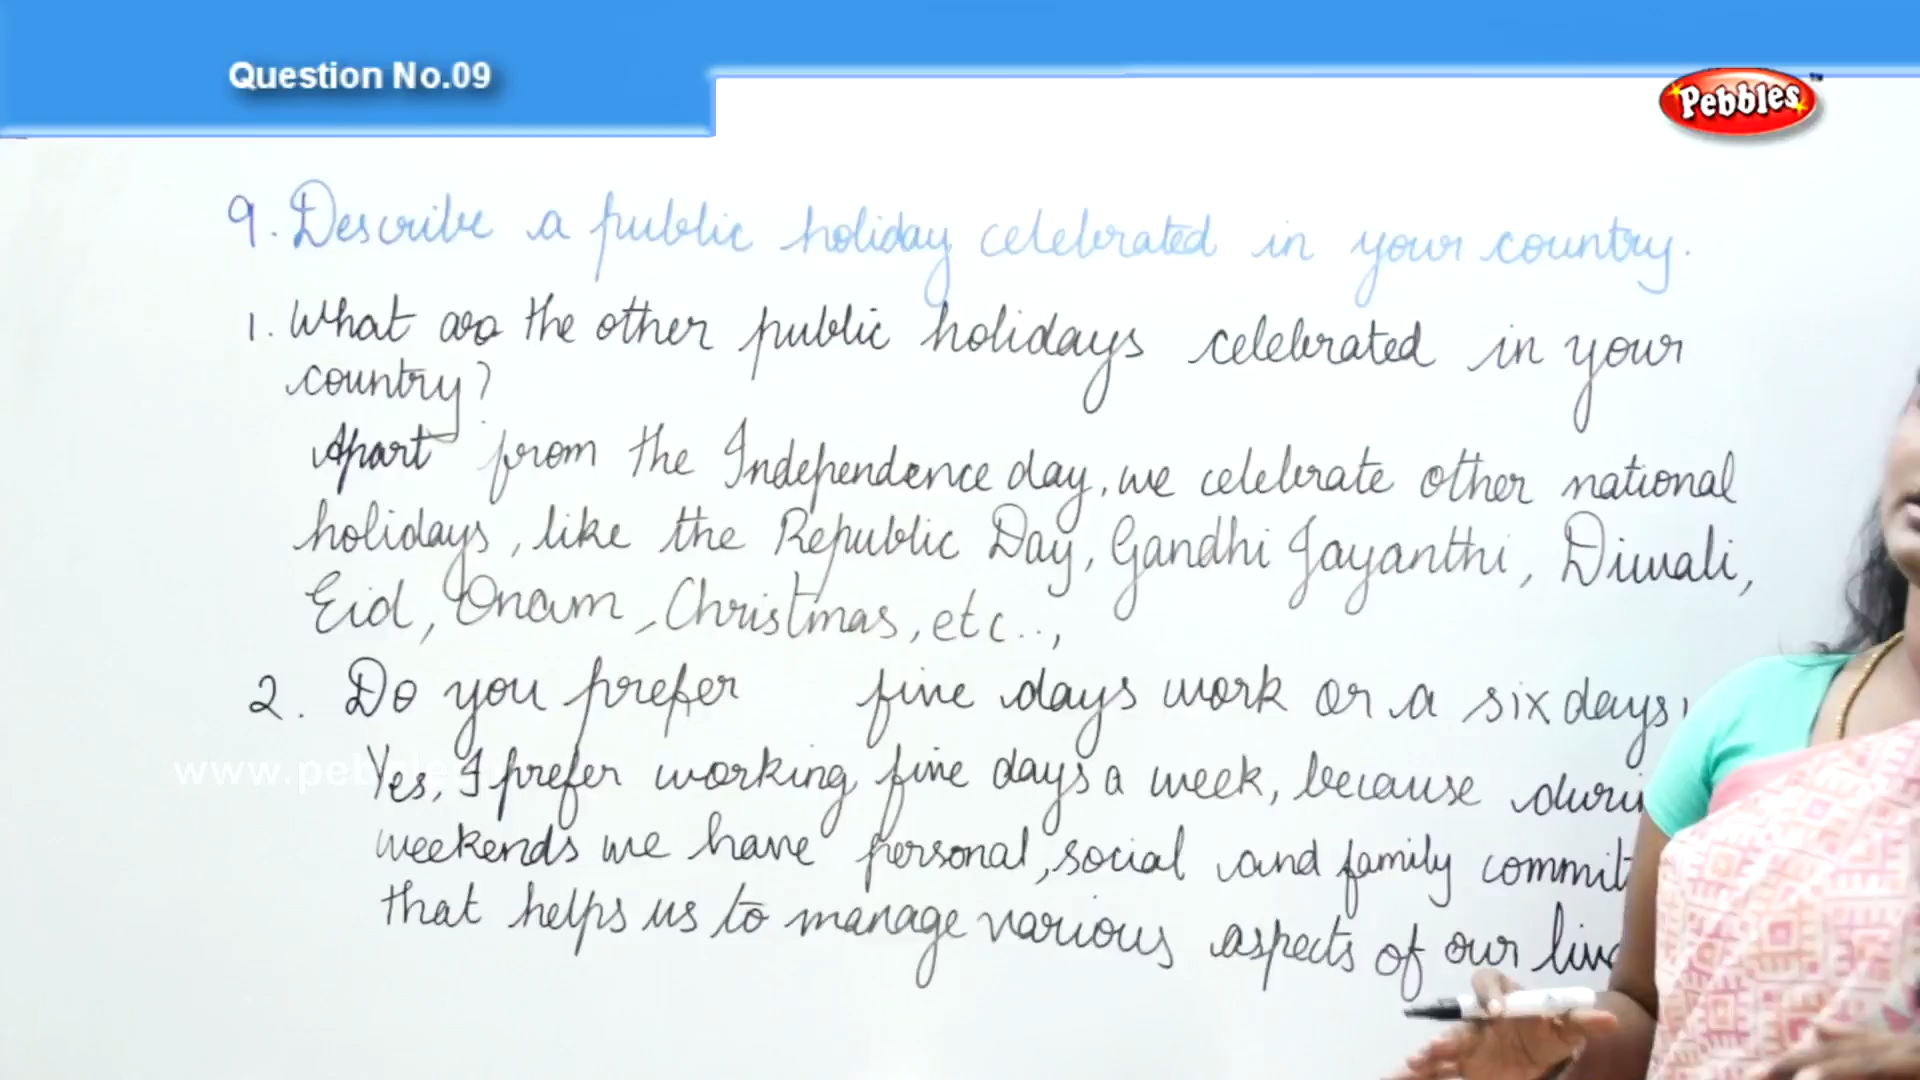 Question No.09
Pebbles
9. Describe a public holiday celebrated in your country.
1. What are the other public holidays celebrated in your
country?
Apart from the Independence day, we celebrate other national
holidays, like the Republic Day, Gandhi Jayanthi, Diwali,
Eid, Onam, Christmas, etc..,
2. Do you prefer five days work or a six days
Yes, I prefer working five days a week, because
weekends we have personal, social and family
that helps us to manage various aspects of our